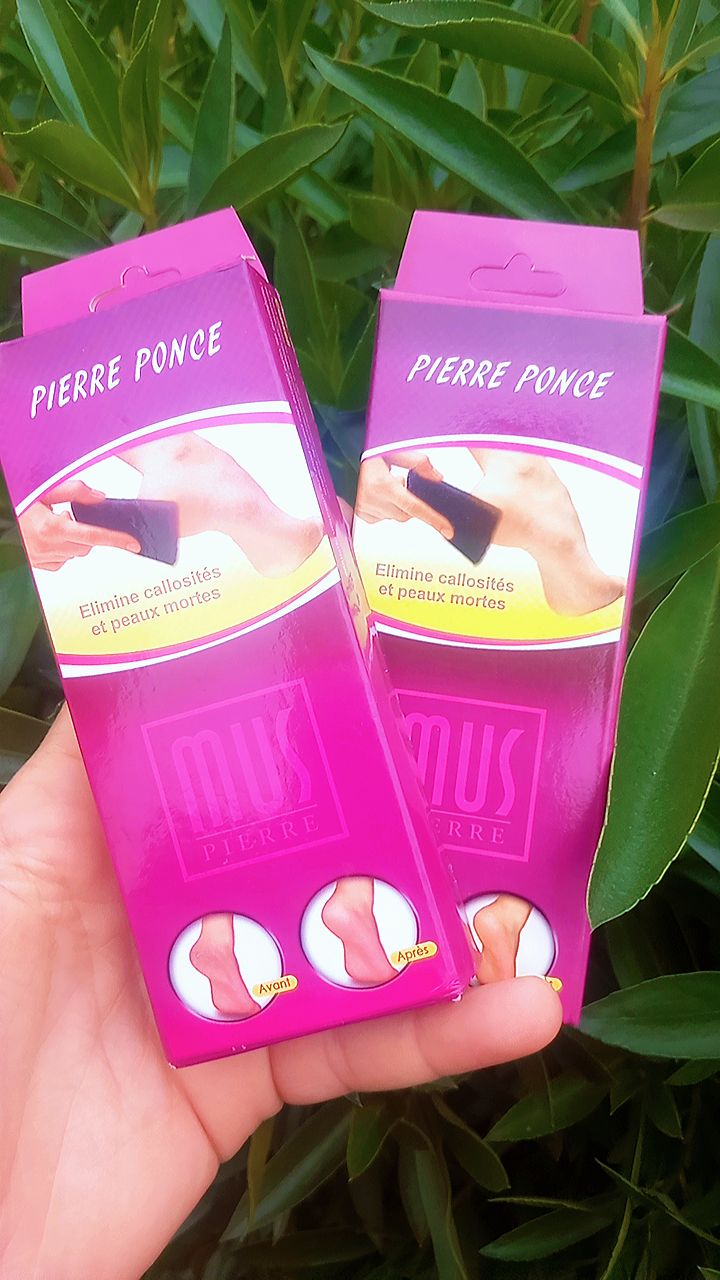 PIERRE PONCE
Elimine callosités
et peaux mortes
MUS
PIERRE
Avant
Après
PIERRE PONCE
Elimine callosités
et peaux mortes
MUS
ERRE